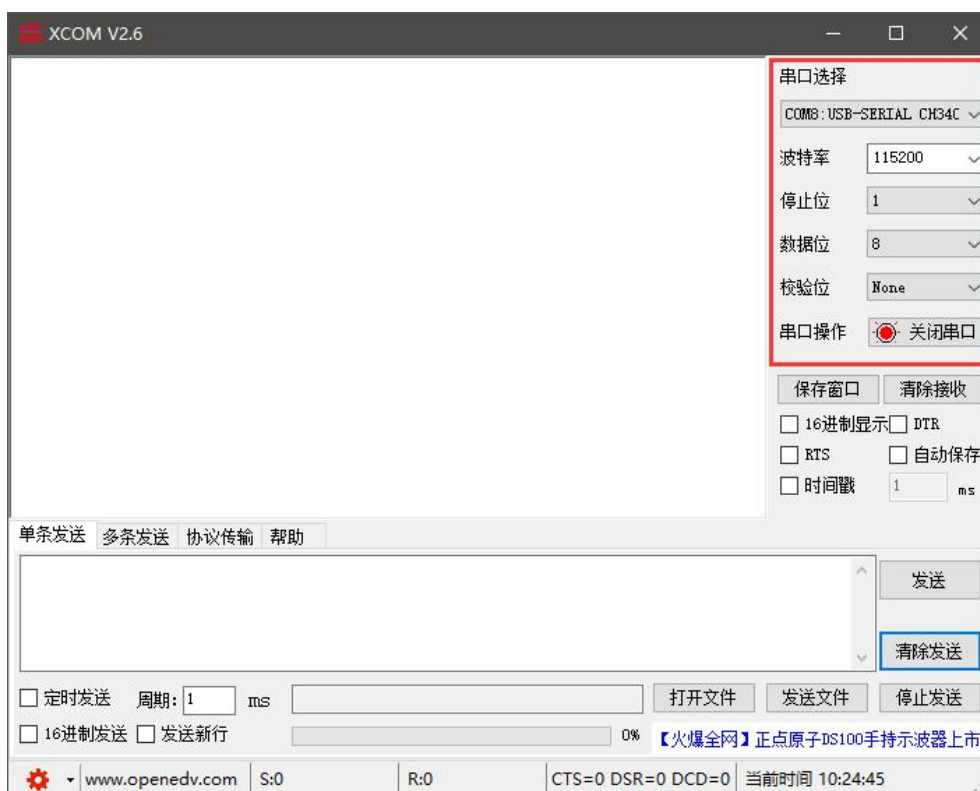 XCOM V2.6
串口选择
COM8:USB-SERIAL CH340
波特率 115200
停止位 1
数据位 8
校验位 None
串口操作 关闭串口
保存窗口 清除接收
16进制显示 DTR
RTS 自动保存
时间戳 1 ms
单条发送 多条发送 协议传输 帮助
发送
清除发送
定时发送 周期: 1 ms 打开文件 发送文件 停止发送
16进制发送 发送新行 0% 【火爆全网】正点原子DS100手持示波器上市
www.openedv.com S:0 R:0 CTS=0 DSR=0 DCD=0 当前时间 10:24:45